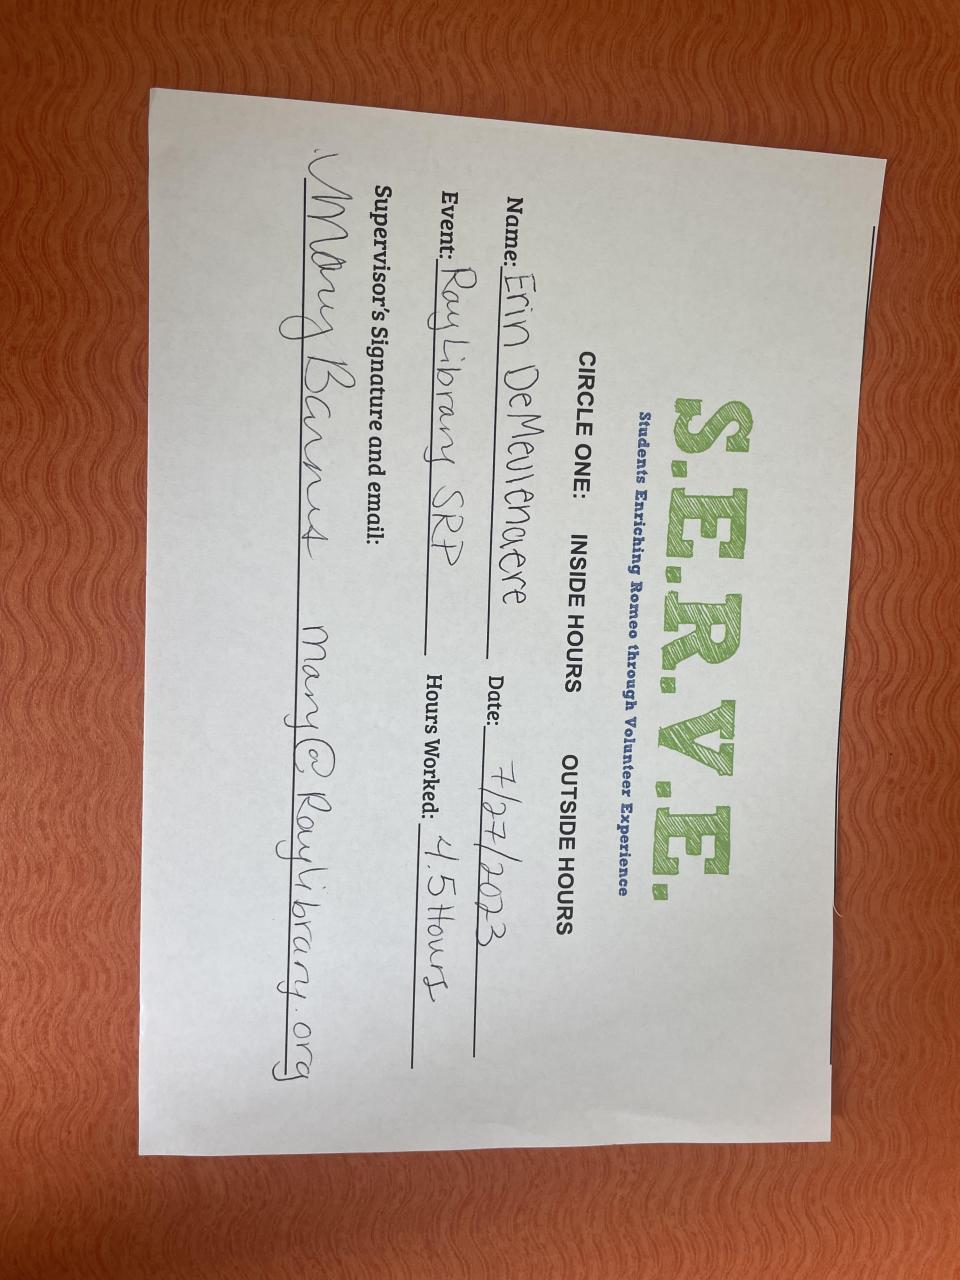 S.E.R.V.E.
Students Enriching Romeo through Volunteer Experience
CIRCLE ONE: INSIDE HOURS OUTSIDE HOURS
Name: Erin DeMeulenaere Date: 7/27/2023
Event: Ray Library SRP Hours Worked: 4.5 Hours
Supervisor's Signature and email:
Mary mary@Raylibrary.org